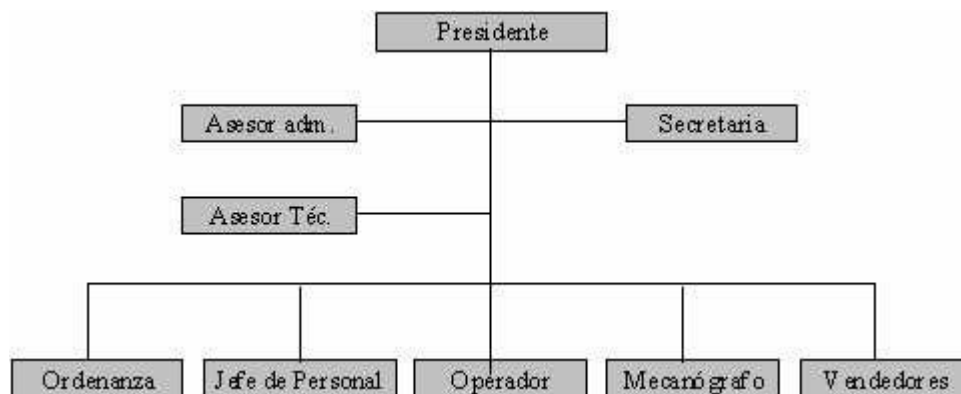 Presidente
Asesor adm.
Secretaria
Asesor Téc.
Ordenanza
Jefe de Personal
Operador
Mecanógrafo
Vendedores